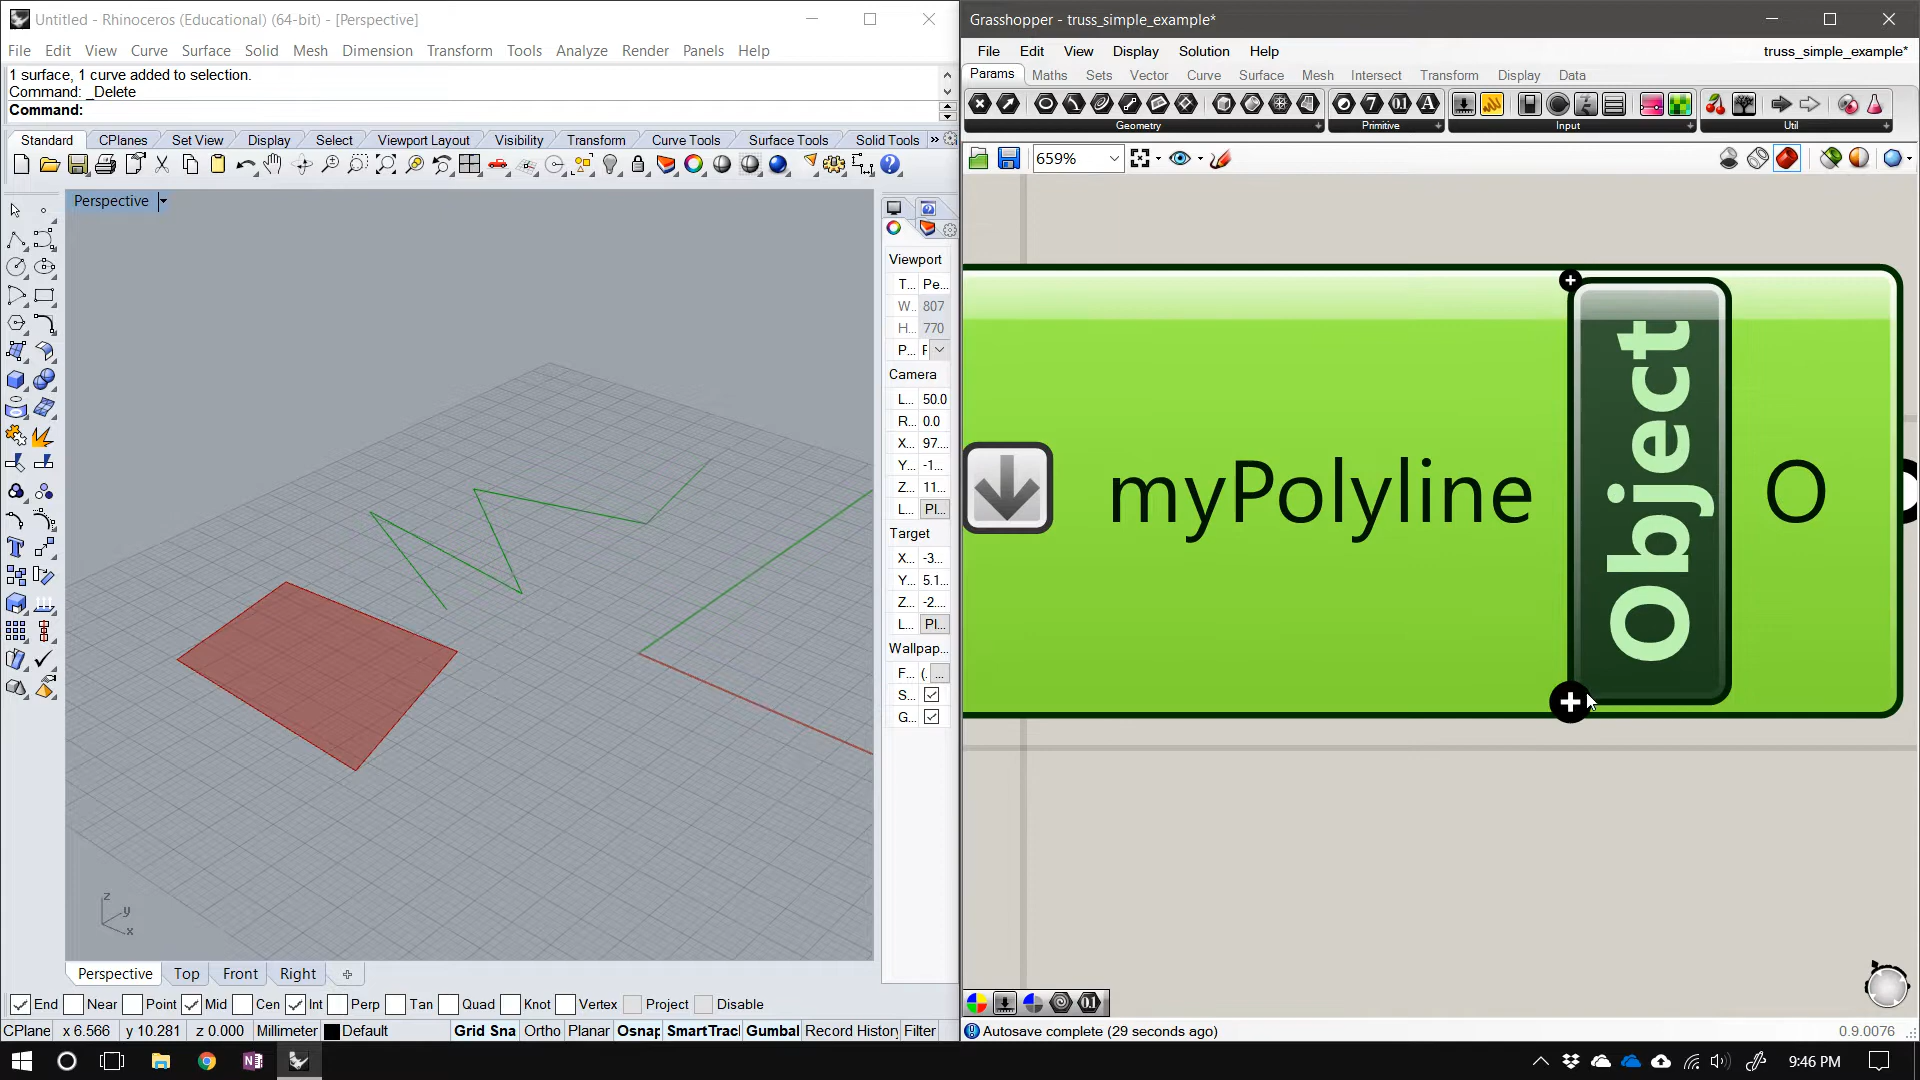 Untitled - Rhinoceros (Educational) (64-bit) - [Perspective]
File Edit View Curve Surface Solid Mesh Dimension Transform Tools Analyze Render Panels Help
1 surface, 1 curve added to selection.
Command: _Delete
Command:
Standard CPlanes Set View Display Select Viewport Layout Visibility Transform Curve Tools Surface Tools Solid Tools »
Perspective
Viewport
T... Pe...
W... 807
H... 770
P... F
Camera
L... 50.0
R... 0.0
X... 97....
Y... -1...
Z... 11...
L... Pl...
Target
X... -3...
Y... 5.1...
Z... -2....
L... Pl...
Wallpap...
F... (. ...
S...
G...
z
y
x
Perspective Top Front Right
End Near Point Mid Cen Int Perp Tan Quad Knot Vertex Project Disable
CPlane x 6.566 y 10.281 z 0.000 Millimeter Default Grid Sna Ortho Planar Osnap SmartTrac Gumbal Record History Filter
Grasshopper - truss_simple_example*
File Edit View Display Solution Help truss_simple_example*
Params Maths Sets Vector Curve Surface Mesh Intersect Transform Display Data
Geometry Primitive Input Util
659%
myPolyline Object O
Autosave complete (29 seconds ago) 0.9.0076
9:46 PM